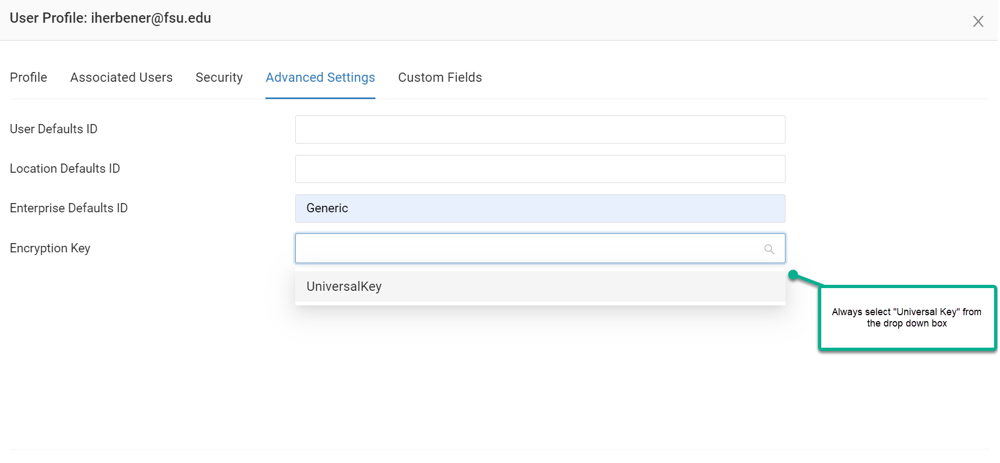 User Profile: iherbener@fsu.edu
Profile Associated Users Security Advanced Settings Custom Fields
User Defaults ID
Location Defaults ID
Enterprise Defaults ID Generic
Encryption Key
UniversalKey
Always select "Universal Key" from
the drop down box